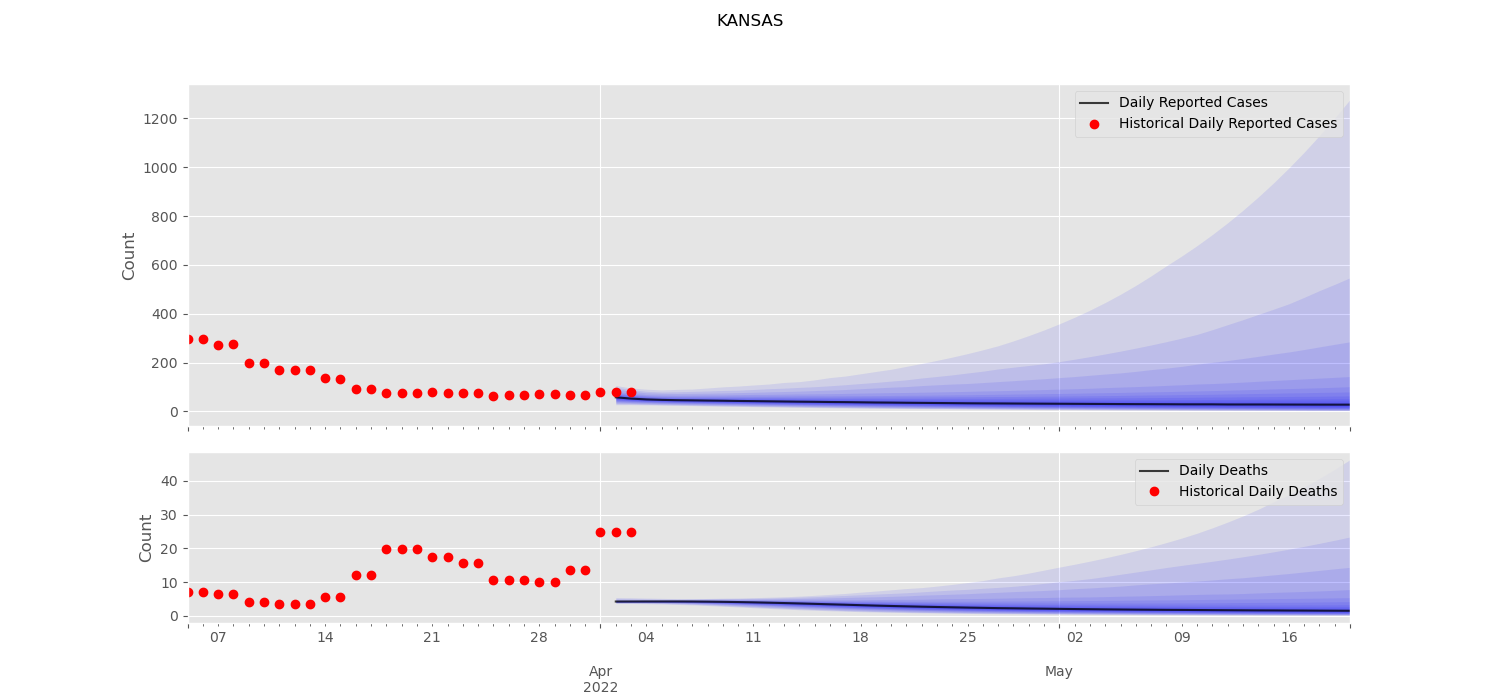 KANSAS
Daily Reported Cases
Historical Daily Reported Cases
1200
1000
800
600
400
200
0
Count
Daily Deaths
Historical Daily Deaths
40
30
20
10
0
Count
07 14 21 28 04 11 18 25 02 09 16
Apr May
2022